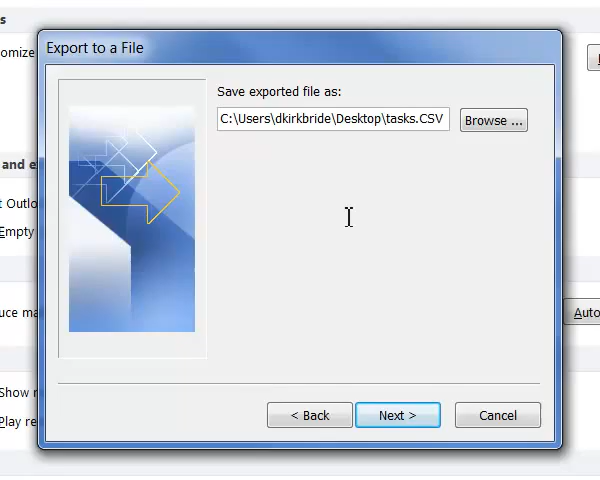 s
omize
Export to a File
Save exported file as:
C:\Users\dkirkbride\Desktop\tasks.CSV
Browse ...
and e
t Outlo
Empty
uce ma
Auto
Show r
Play re
< Back
Next >
Cancel